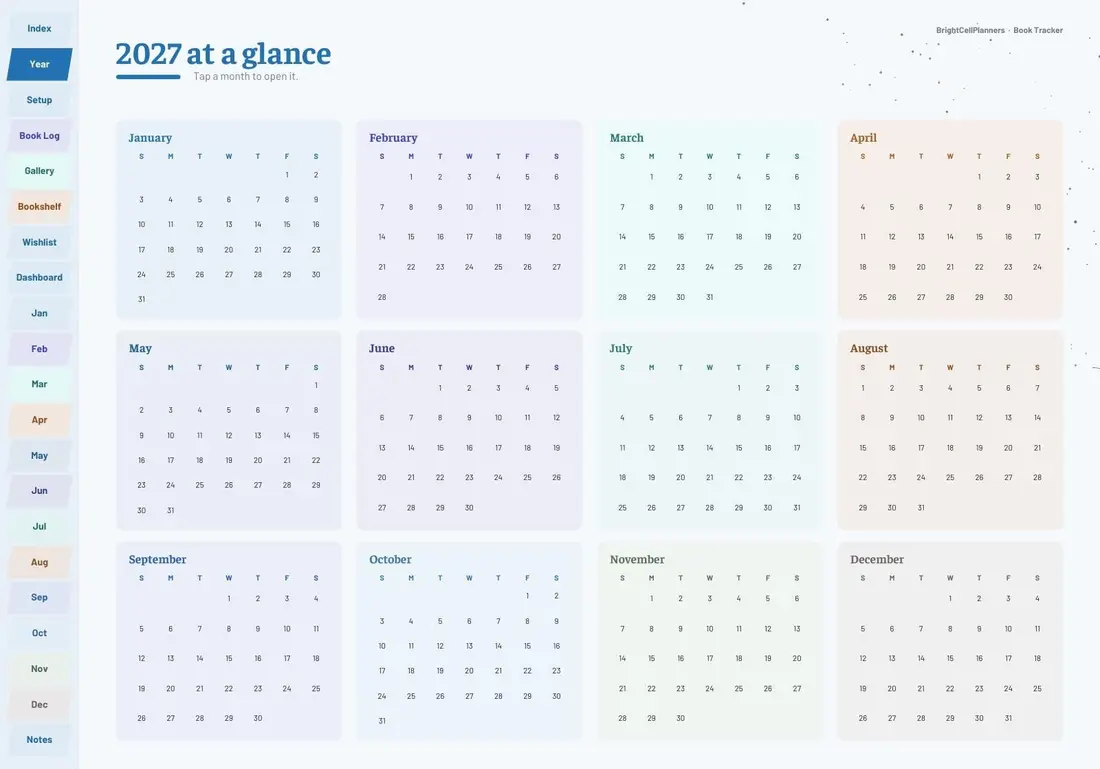 Index
Year
Setup
Book Log
Gallery
Bookshelf
Wishlist
Dashboard
Jan
Feb
Mar
Apr
May
Jun
Jul
Aug
Sep
Oct
Nov
Dec
Notes
BrightCellPlanners · Book Tracker
2027 at a glance
Tap a month to open it.
January
S M T W T F S
1 2
3 4 5 6 7 8 9
10 11 12 13 14 15 16
17 18 19 20 21 22 23
24 25 26 27 28 29 30
31
February
S M T W T F S
1 2 3 4 5 6
7 8 9 10 11 12 13
14 15 16 17 18 19 20
21 22 23 24 25 26 27
28
March
S M T W T F S
1 2 3 4 5 6
7 8 9 10 11 12 13
14 15 16 17 18 19 20
21 22 23 24 25 26 27
28 29 30 31
April
S M T W T F S
1 2 3
4 5 6 7 8 9 10
11 12 13 14 15 16 17
18 19 20 21 22 23 24
25 26 27 28 29 30
May
S M T W T F S
1
2 3 4 5 6 7 8
9 10 11 12 13 14 15
16 17 18 19 20 21 22
23 24 25 26 27 28 29
30 31
June
S M T W T F S
1 2 3 4 5
6 7 8 9 10 11 12
13 14 15 16 17 18 19
20 21 22 23 24 25 26
27 28 29 30
July
S M T W T F S
1 2 3
4 5 6 7 8 9 10
11 12 13 14 15 16 17
18 19 20 21 22 23 24
25 26 27 28 29 30 31
August
S M T W T F S
1 2 3 4 5 6 7
8 9 10 11 12 13 14
15 16 17 18 19 20 21
22 23 24 25 26 27 28
29 30 31
September
S M T W T F S
1 2 3 4
5 6 7 8 9 10 11
12 13 14 15 16 17 18
19 20 21 22 23 24 25
26 27 28 29 30
October
S M T W T F S
1 2
3 4 5 6 7 8 9
10 11 12 13 14 15 16
17 18 19 20 21 22 23
24 25 26 27 28 29 30
31
November
S M T W T F S
1 2 3 4 5 6
7 8 9 10 11 12 13
14 15 16 17 18 19 20
21 22 23 24 25 26 27
28 29 30
December
S M T W T F S
1 2 3 4
5 6 7 8 9 10 11
12 13 14 15 16 17 18
19 20 21 22 23 24 25
26 27 28 29 30 31